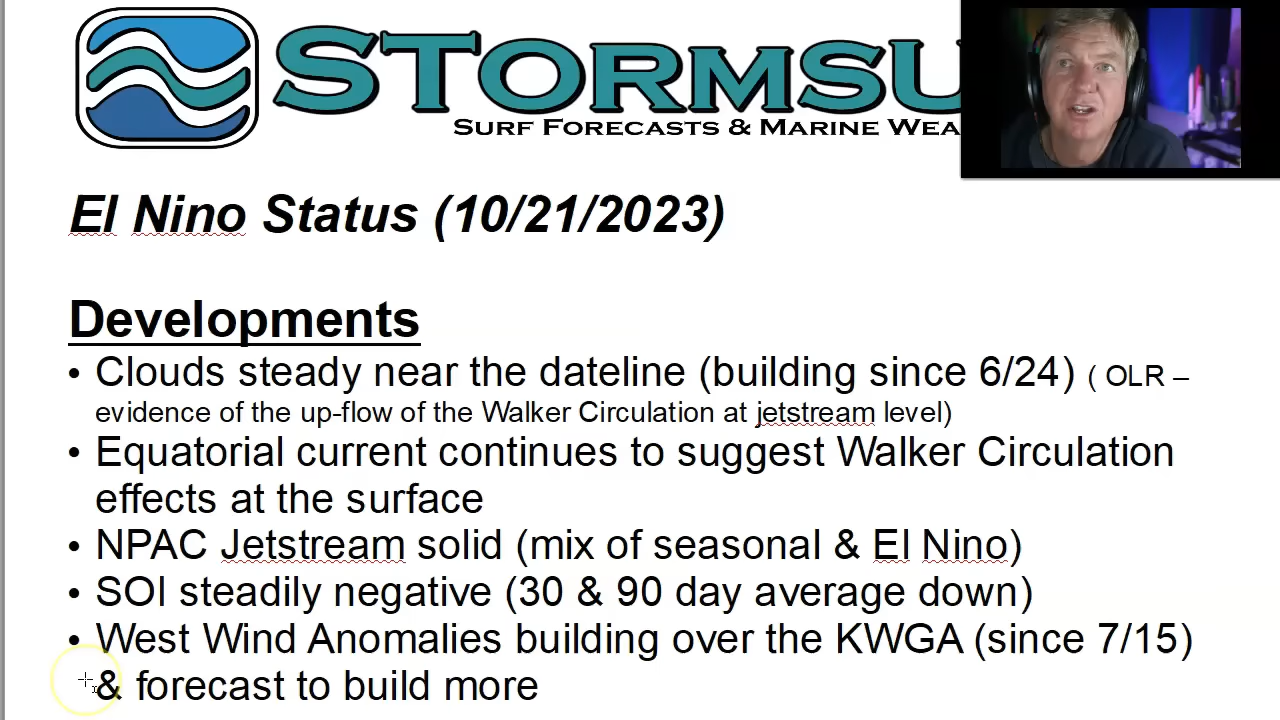 STORMSU
SURF FORECASTS & MARINE WEA
El Nino Status (10/21/2023)
Developments
• Clouds steady near the dateline (building since 6/24) ( OLR –
evidence of the up-flow of the Walker Circulation at jetstream level)
• Equatorial current continues to suggest Walker Circulation
effects at the surface
• NPAC Jetstream solid (mix of seasonal & El Nino)
• SOI steadily negative (30 & 90 day average down)
• West Wind Anomalies building over the KWGA (since 7/15)
& forecast to build more